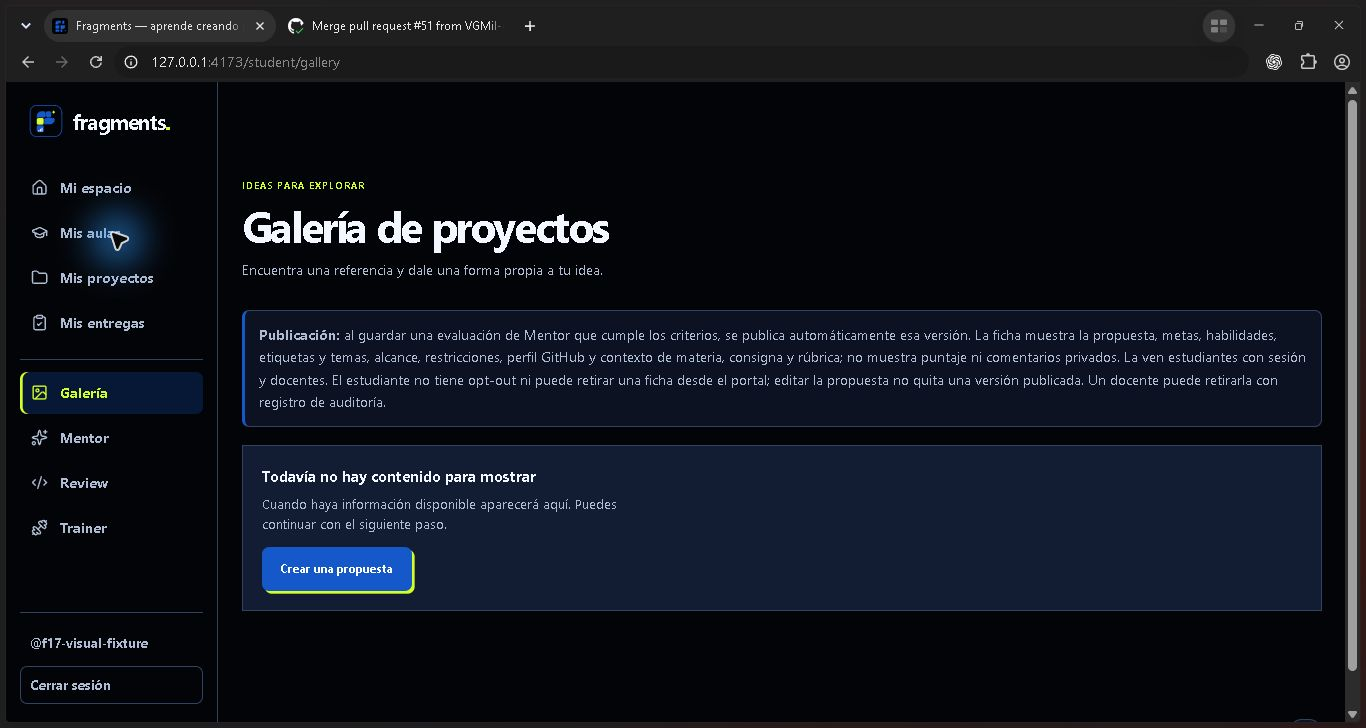 Fragments — aprende creando
Merge pull request #51 from VGMil-
127.0.0.1:4173/student/gallery
fragments.
Mi espacio
Mis
Mis proyectos
Mis entregas
Galería
Mentor
Review
Trainer
@f17-visual-fixture
Cerrar sesión
IDEAS PARA EXPLORAR
Galería de proyectos
Encuentra una referencia y dale una forma propia a tu idea.
Publicación: al guardar una evaluación de Mentor que cumple los criterios, se publica automáticamente esa versión. La ficha muestra la propuesta, metas, habilidades,
etiquetas y temas, alcance, restricciones, perfil GitHub y contexto de materia, consigna y rúbrica; no muestra puntaje ni comentarios privados. La ven estudiantes con sesión
y docentes. El estudiante no tiene opt-out ni puede retirar una ficha desde el portal; editar la propuesta no quita una versión publicada. Un docente puede retirarla con
registro de auditoría.
Todavía no hay contenido para mostrar
Cuando haya información disponible aparecerá aquí. Puedes
continuar con el siguiente paso.
Crear una propuesta